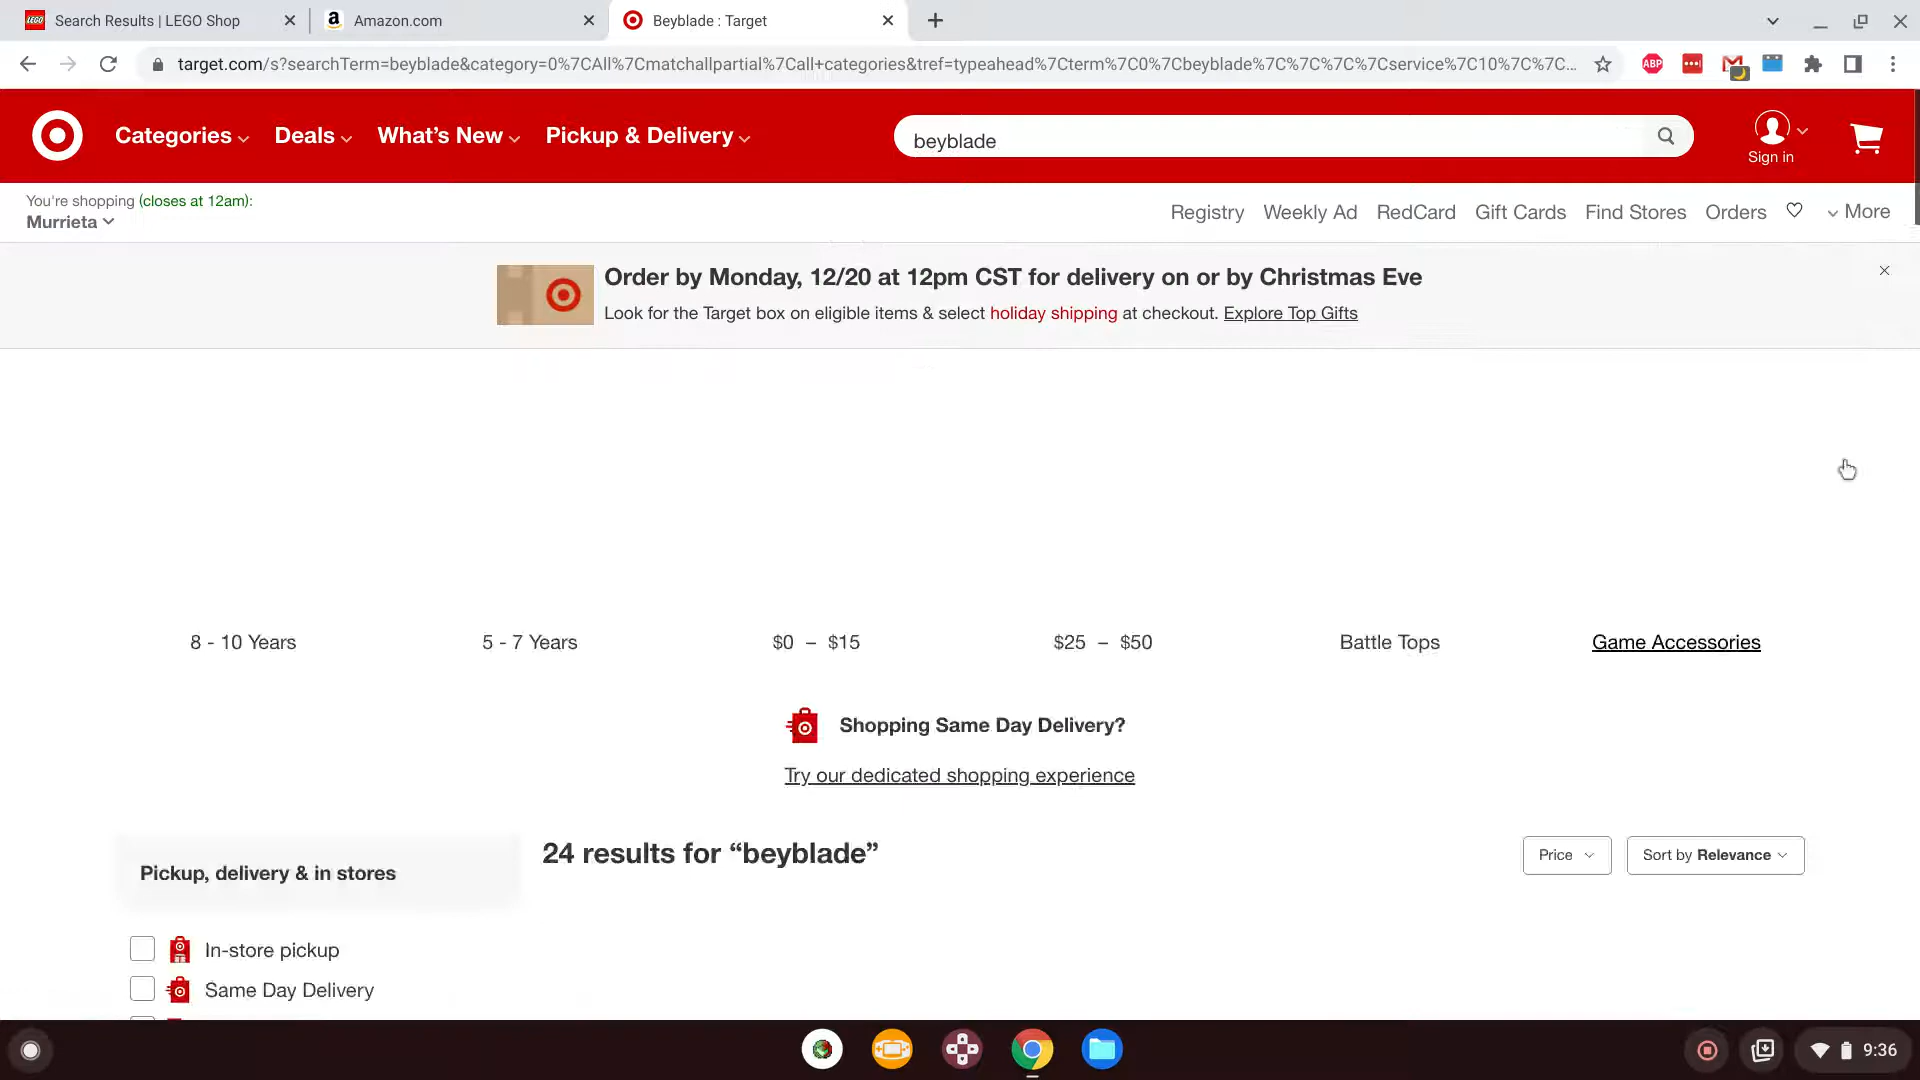 Search Results | LEGO Shop
Amazon.com
Beyblade : Target
target.com/s?searchTerm=beyblade&category=0%7CAll%7Cmatchallpartial%7Call+categories&tref=typeahead%7Cterm%7C0%7Cbeyblade%7C%7C%7C%7Cservice%7C10%7C%7C...
ABP
Categories
Deals
What's New
Pickup & Delivery
beyblade
Sign in
You're shopping (closes at 12am):
Murrieta
Registry
Weekly Ad
RedCard
Gift Cards
Find Stores
Orders
More
Order by Monday, 12/20 at 12pm CST for delivery on or by Christmas Eve
Look for the Target box on eligible items & select holiday shipping at checkout. Explore Top Gifts
8 - 10 Years
5 - 7 Years
$0 – $15
$25 – $50
Battle Tops
Game Accessories
Shopping Same Day Delivery?
Try our dedicated shopping experience
Pickup, delivery & in stores
24 results for “beyblade”
Price
Sort by Relevance
In-store pickup
Same Day Delivery
9:36